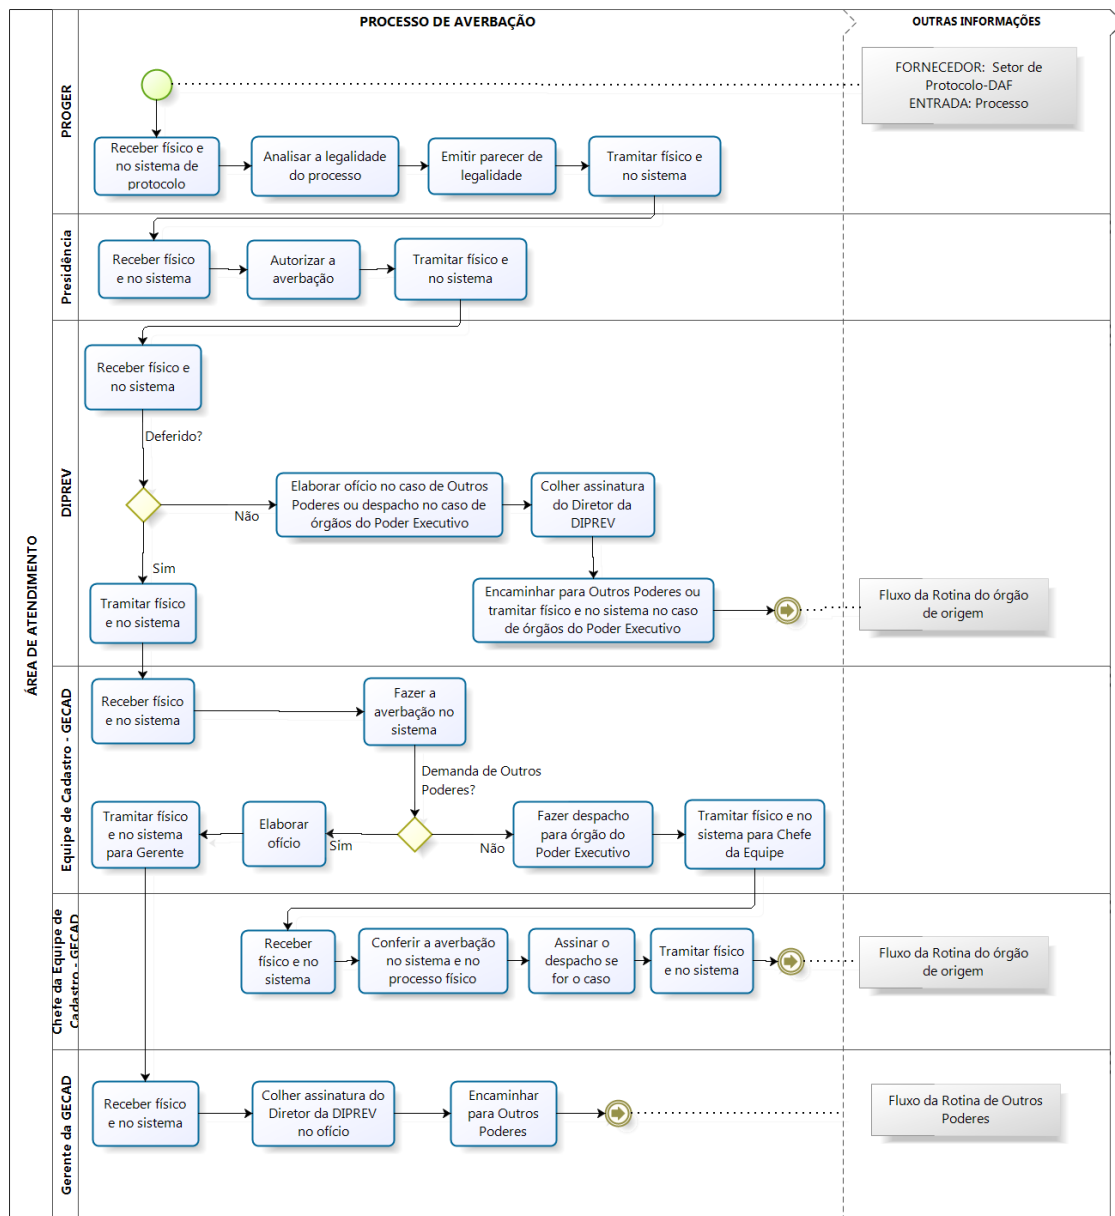 PROCESSO DE AVERBAÇÃO
OUTRAS INFORMAÇÕES
ÁREA DE ATENDIMENTO
PROGER
FORNECEDOR: Setor de
Protocolo-DAF
ENTRADA: Processo
Receber físico e
no sistema de
protocolo
Analisar a legalidade
do processo
Emitir parecer de
legalidade
Tramitar físico e
no sistema
Presidência
Receber físico
e no sistema
Autorizar a
averbação
Tramitar físico e
no sistema
DIPREV
Receber físico e
no sistema
Deferido?
Não
Elaborar ofício no caso de Outros
Poderes ou despacho no caso de
órgãos do Poder Executivo
Colher assinatura
do Diretor da
DIPREV
Sim
Tramitar físico
e no sistema
Encaminhar para Outros Poderes ou
tramitar físico e no sistema no caso
de órgãos do Poder Executivo
Fluxo da Rotina do órgão
de origem
Equipe de Cadastro - GECAD
Receber físico
e no sistema
Fazer a
averbação no
sistema
Demanda de Outros
Poderes?
Tramitar físico
e no sistema
para Gerente
Elaborar
ofício
Sim
Não
Fazer despacho
para órgão do
Poder Executivo
Tramitar físico e no
sistema para Chefe
da Equipe
Chefe da Equipe de
Cadastro - GECAD
Receber
físico e no
sistema
Conferir a averbação
no sistema e no
processo físico
Assinar o
despacho se
for o caso
Tramitar físico
e no sistema
Fluxo da Rotina do órgão
de origem
Gerente da GECAD
Receber físico
e no sistema
Colher assinatura do
Diretor da DIPREV
no ofício
Encaminhar
para Outros
Poderes
Fluxo da Rotina de Outros
Poderes